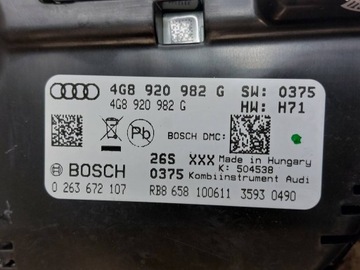 4G8 920 982 G SW: 0375
4G8 920 982 G HW: H71
Pb
BOSCH DMC:
BOSCH 26S XXX Made in Hungary
K: 504538
0375 Kombiinstrument Audi
0 263 672 107 RB8 658 100611 3593 0490